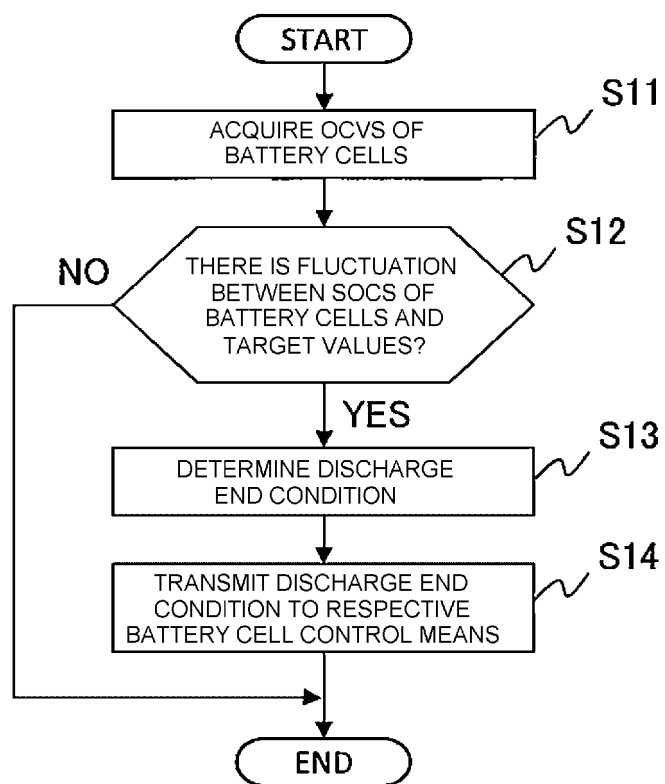 START
S11
ACQUIRE OCVS OF
BATTERY CELLS
S12
THERE IS FLUCTUATION
BETWEEN SOCS OF
BATTERY CELLS AND
TARGET VALUES?
NO
YES
S13
DETERMINE DISCHARGE
END CONDITION
S14
TRANSMIT DISCHARGE END
CONDITION TO RESPECTIVE
BATTERY CELL CONTROL MEANS
END